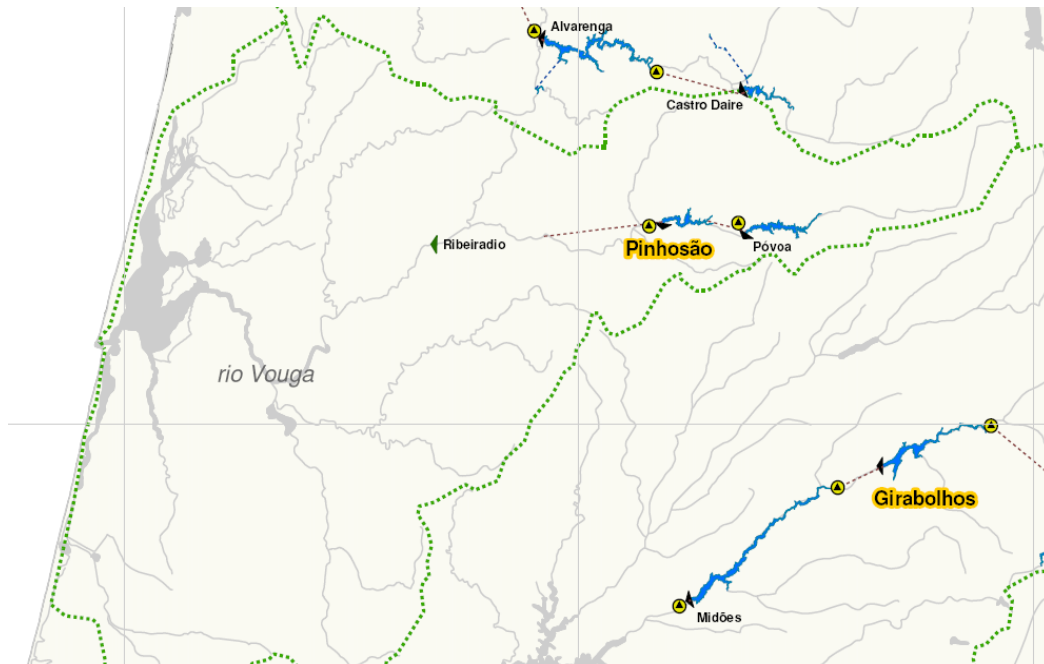 Alvarenga
Castro Daire
Ribeiradio
Pinhosão
Póvoa
rio Vouga
Girabolhos
Midões